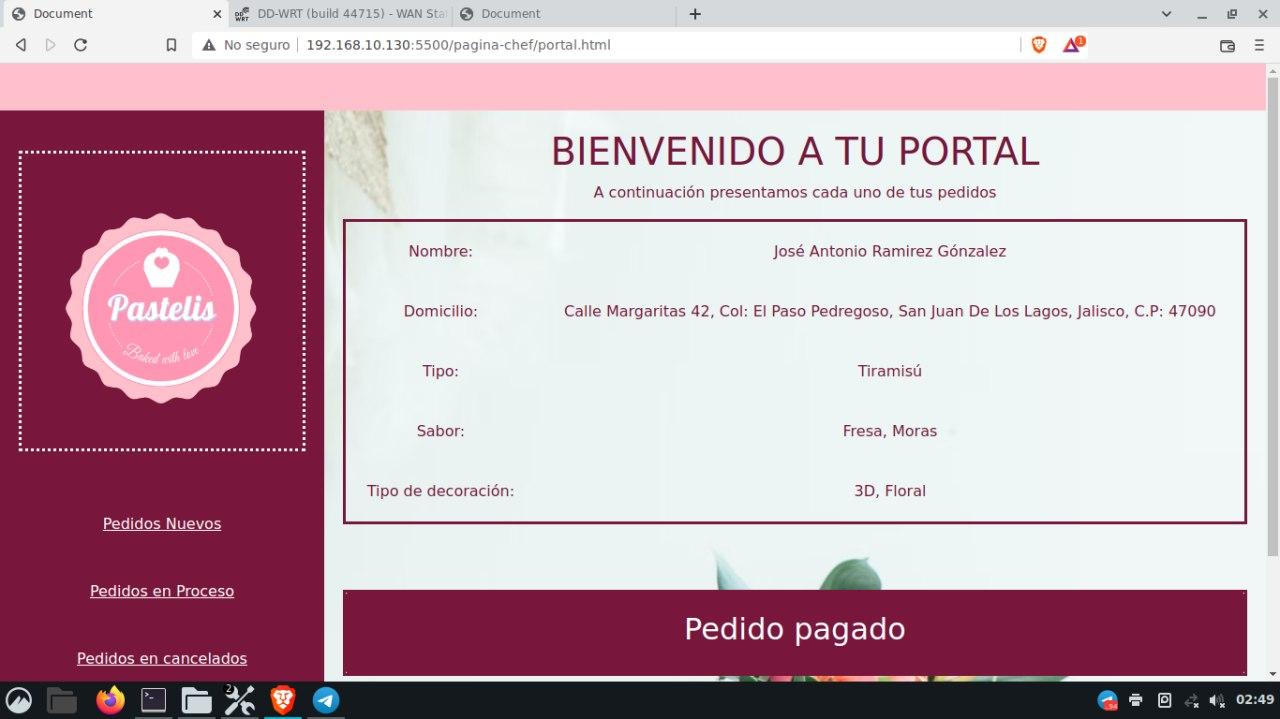 Document
DD-WRT (build 44715) - WAN Sta
Document
No seguro
192.168.10.130:5500/pagina-chef/portal.html
1
BIENVENIDO A TU PORTAL
A continuación presentamos cada uno de tus pedidos
Nombre: José Antonio Ramirez Gónzalez
Domicilio: Calle Margaritas 42, Col: El Paso Pedregoso, San Juan De Los Lagos, Jalisco, C.P: 47090
Tipo: Tiramisú
Sabor: Fresa, Moras
Tipo de decoración: 3D, Floral
Pastelis
Baked with love
Pedidos Nuevos
Pedidos en Proceso
Pedidos en cancelados
Pedido pagado
2
94
02:49